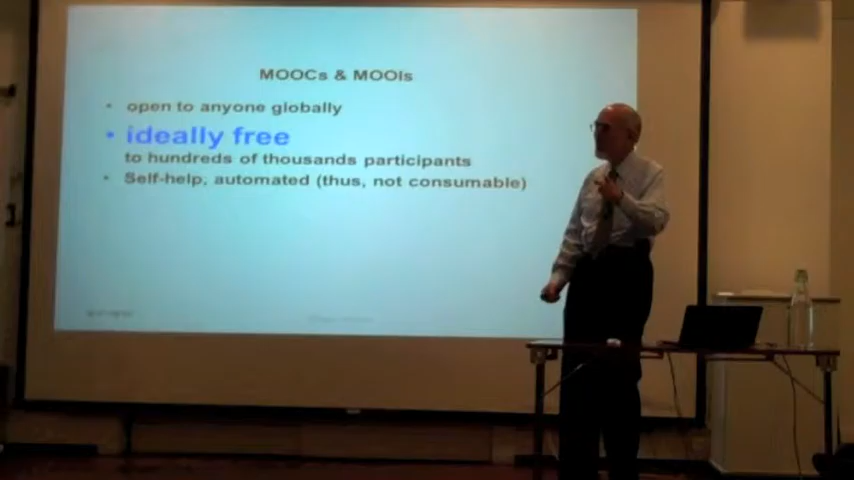 MOOCs & MOOIs
• open to anyone globally
• ideally free
to hundreds of thousands participants
• Self-help, automated (thus, not consumable)